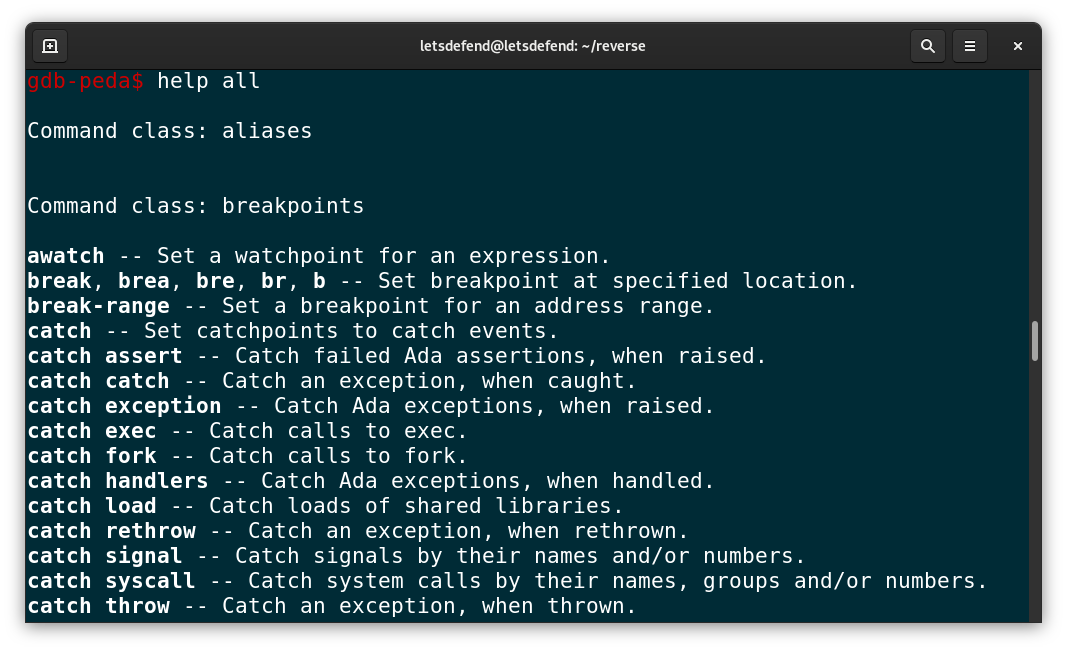 letsdefend@letsdefend: ~/reverse
gdb-peda$ help all
Command class: aliases
Command class: breakpoints
awatch -- Set a watchpoint for an expression.
break, brea, bre, br, b -- Set breakpoint at specified location.
break-range -- Set a breakpoint for an address range.
catch -- Set catchpoints to catch events.
catch assert -- Catch failed Ada assertions, when raised.
catch catch -- Catch an exception, when caught.
catch exception -- Catch Ada exceptions, when raised.
catch exec -- Catch calls to exec.
catch fork -- Catch calls to fork.
catch handlers -- Catch Ada exceptions, when handled.
catch load -- Catch loads of shared libraries.
catch rethrow -- Catch an exception, when rethrown.
catch signal -- Catch signals by their names and/or numbers.
catch syscall -- Catch system calls by their names, groups and/or numbers.
catch throw -- Catch an exception, when thrown.